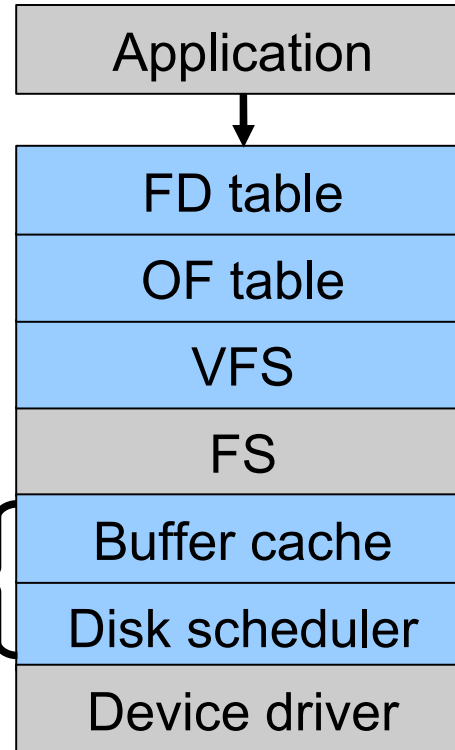 Application
FD table
OF table
VFS
FS
Buffer cache
Disk scheduler
Device driver